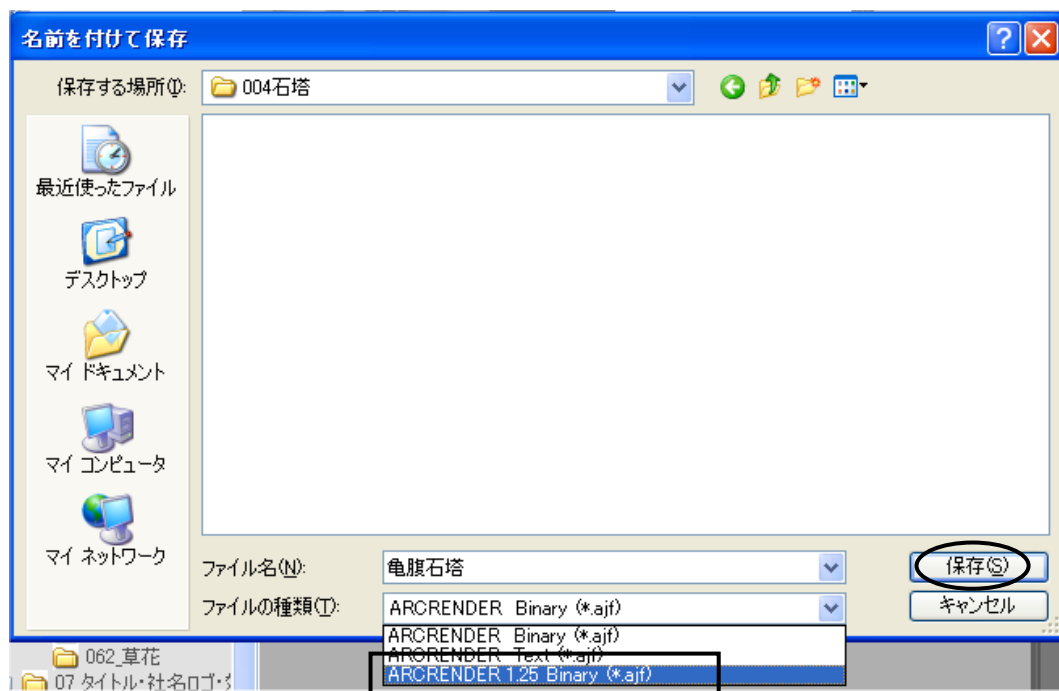 名前を付けて保存
保存する場所(I):
004石塔
最近使ったファイル
デスクトップ
マイ ドキュメント
マイ コンピュータ
マイ ネットワーク
ファイル名(N):
亀腹石塔
保存(S)
ファイルの種類(T):
ARCRENDER Binary (*.ajf)
キャンセル
ARCRENDER Binary (*.ajf)
ARCRENDER Text (*.ajf)
ARCRENDER 1.25 Binary (*.ajf)
062_草花
07 タイトル・社名ロゴ・